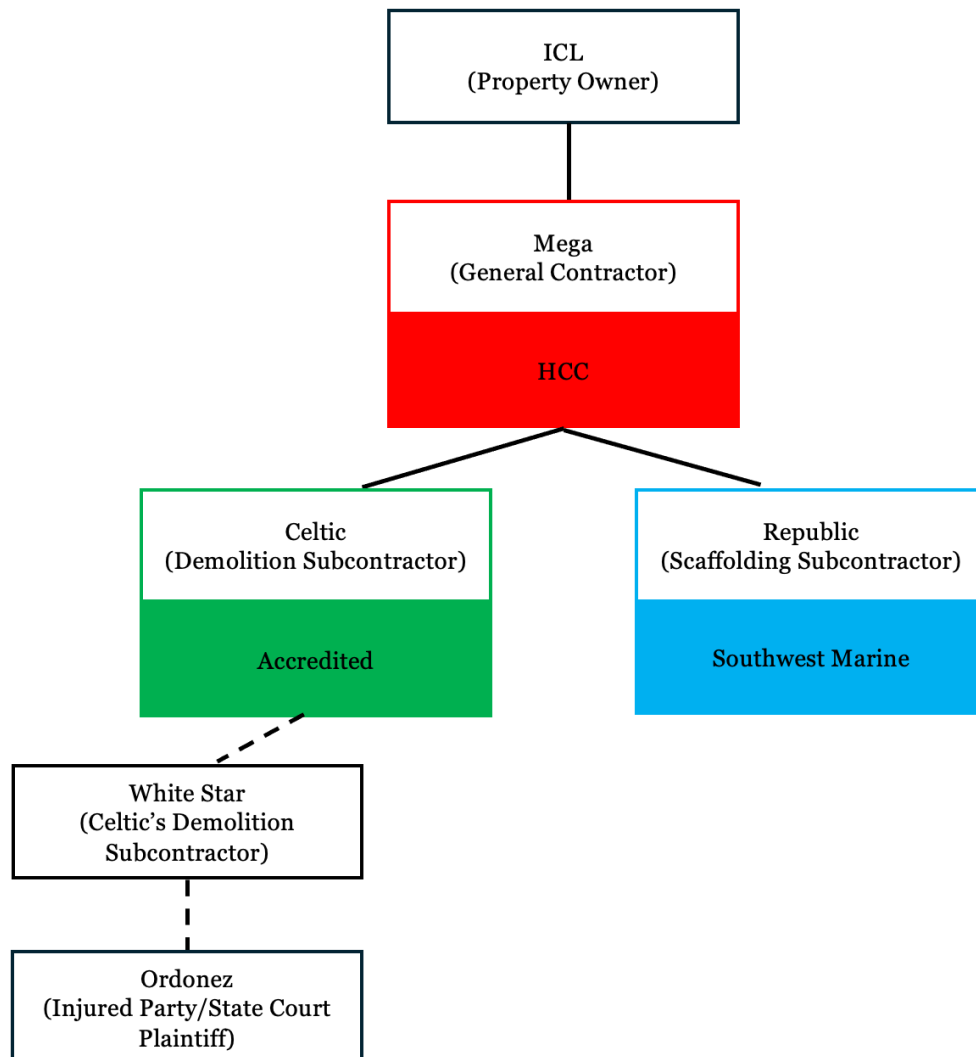 ICL
(Property Owner)
Mega
(General Contractor)
HCC
Celtic
(Demolition Subcontractor)
Accredited
Republic
(Scaffolding Subcontractor)
Southwest Marine
White Star
(Celtic’s Demolition
Subcontractor)
Ordonez
(Injured Party/State Court
Plaintiff)